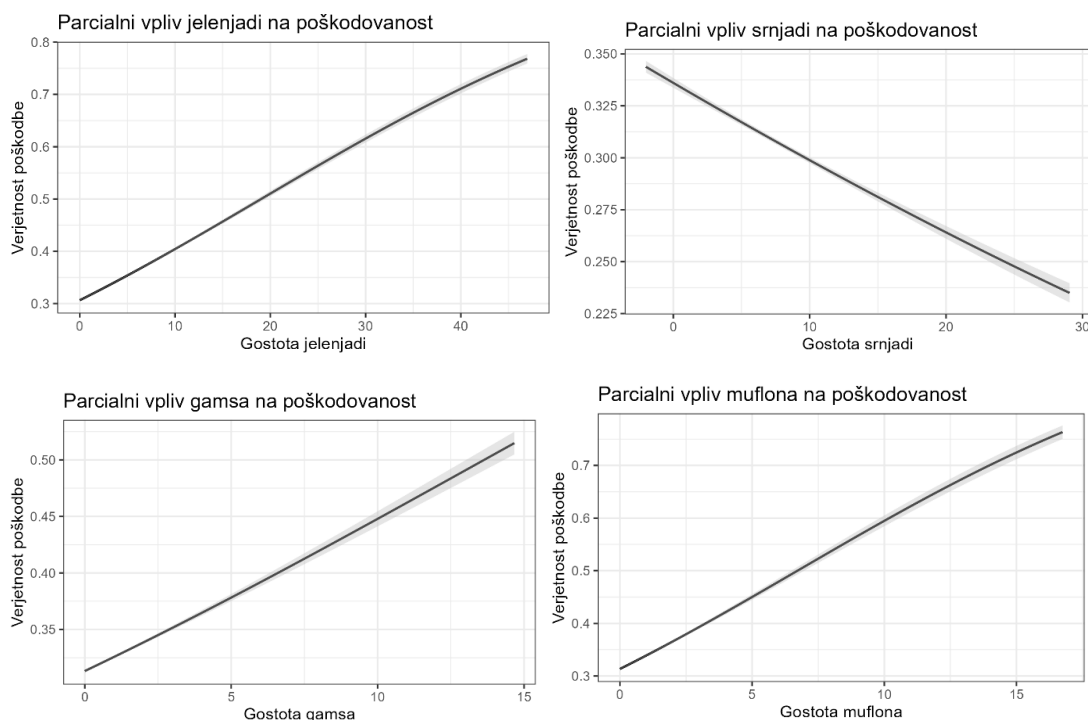 Parcialni vpliv jelenjadi na poškodovanost
Verjetnost poškodbe
0.8
0.7
0.6
0.5
0.4
0.3
0 10 20 30 40
Gostota jelenjadi
Parcialni vpliv srnjadi na poškodovanost
Verjetnost poškodbe
0.350
0.325
0.300
0.275
0.250
0.225
0 10 20 30
Gostota srnjadi
Parcialni vpliv gamsa na poškodovanost
Verjetnost poškodbe
0.50
0.45
0.40
0.35
0 5 10 15
Gostota gamsa
Parcialni vpliv muflona na poškodovanost
Verjetnost poškodbe
0.7
0.6
0.5
0.4
0.3
0 5 10 15
Gostota muflona